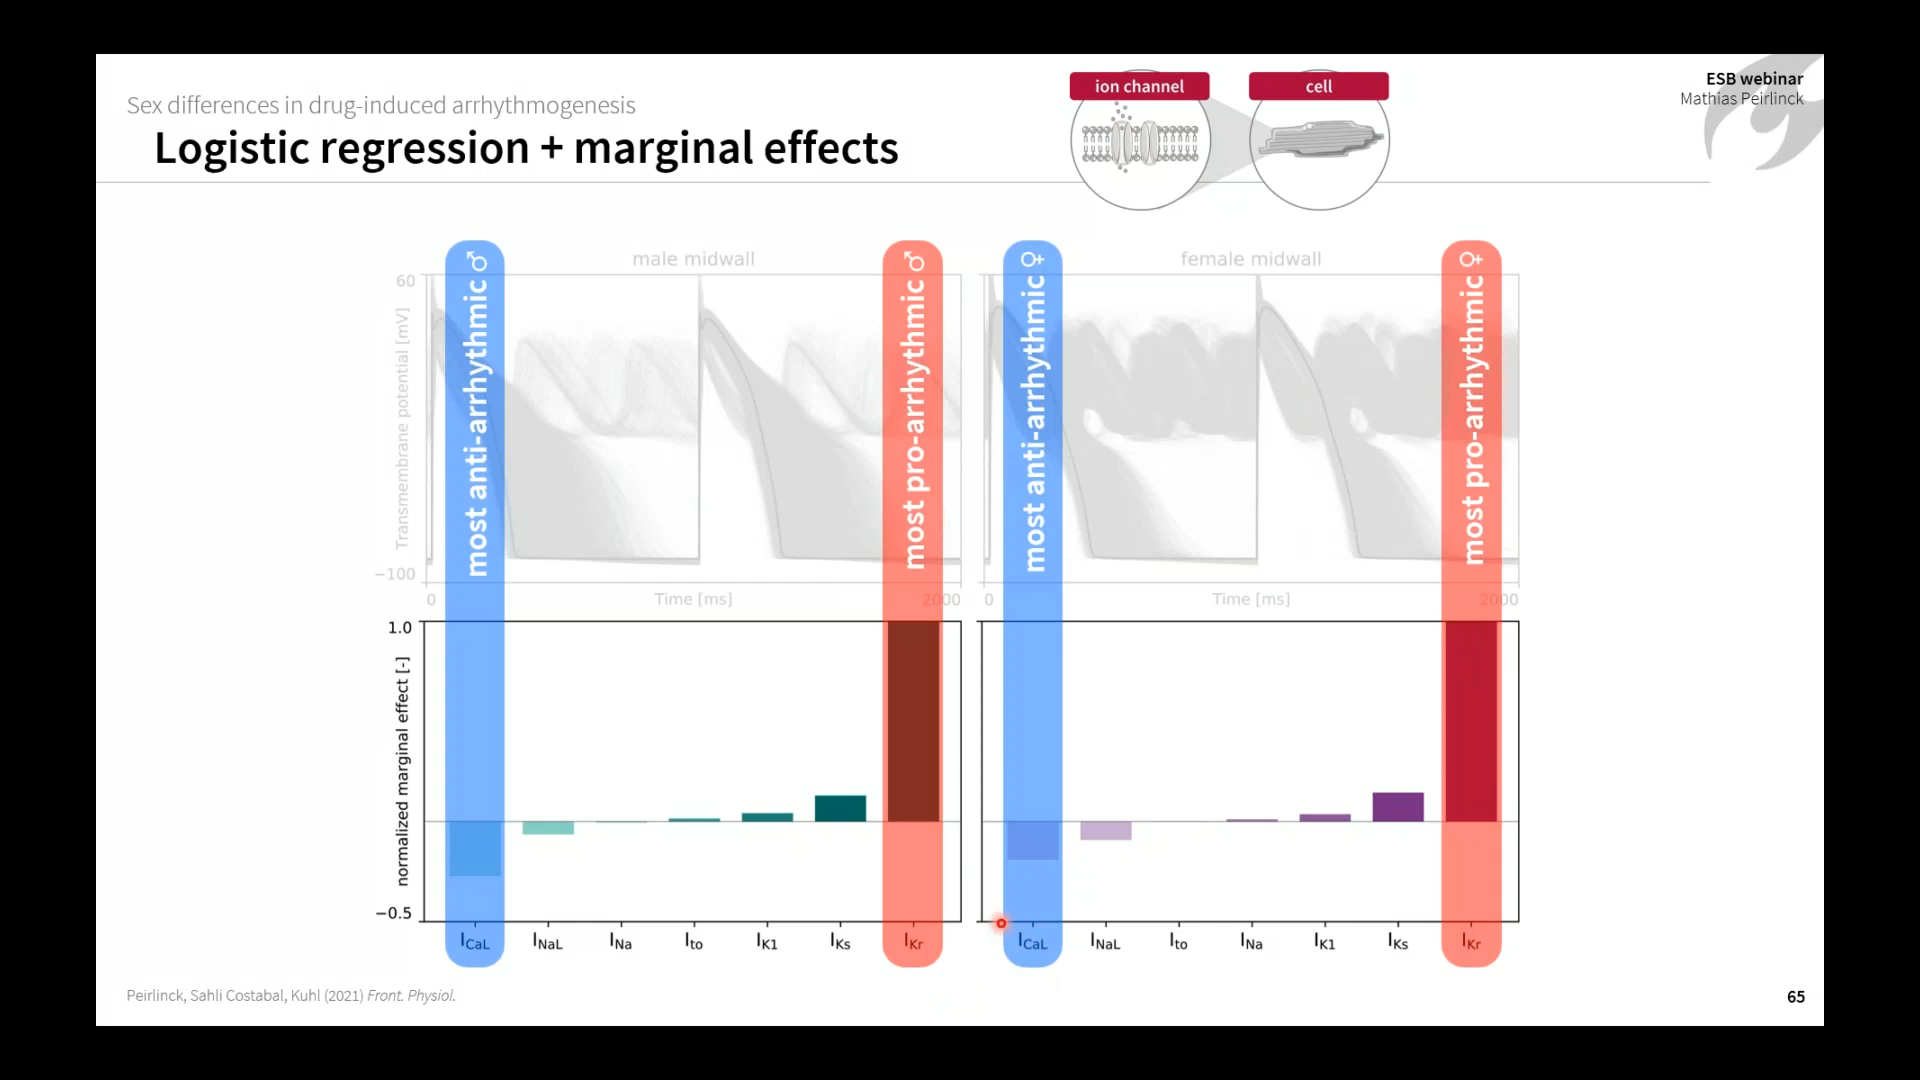 ESB webinar
Mathias Peirlinck
Sex differences in drug-induced arrhythmogenesis
Logistic regression + marginal effects
ion channel
cell
male midwall
female midwall
60
Transmembrane potential [mV]
−100
0
Time [ms]
2000
0
Time [ms]
2000
most anti-arrhythmic ♂
most pro-arrhythmic ♂
most anti-arrhythmic ♀
most pro-arrhythmic ♀
1.0
normalized marginal effect [-]
−0.5
ICaL INaL INa Ito IK1 IKs IKr
ICaL INaL Ito INa IK1 IKs IKr
Peirlinck, Sahli Costabal, Kuhl (2021) Front. Physiol.
65